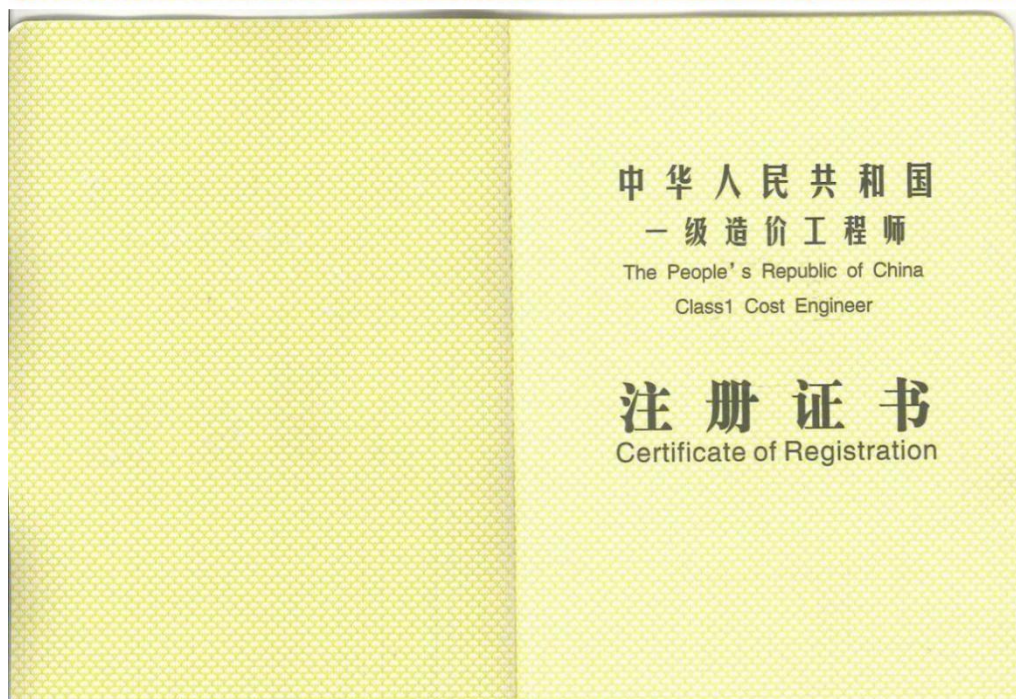 中华人民共和国
一级造价工程师
The People's Republic of China
Class1 Cost Engineer
注册证书
Certificate of Registration